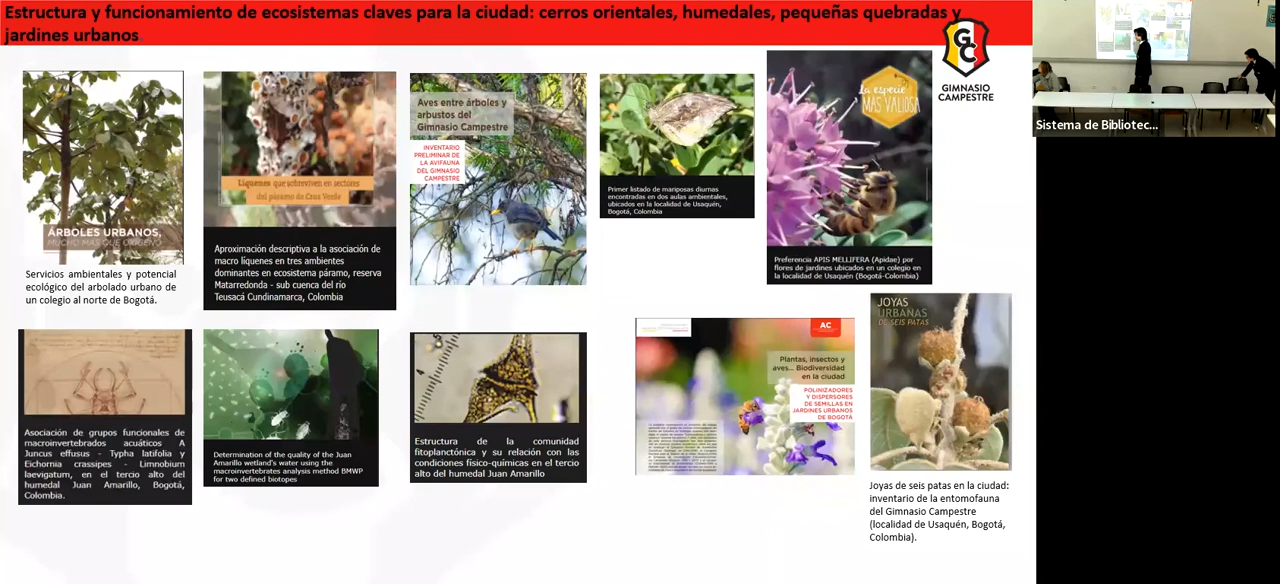 Estructura y funcionamiento de ecosistemas claves para la ciudad: cerros orientales, humedales, pequeñas quebradas y
jardines urbanos.
GC
GIMNASIO
CAMPESTRE
Sistema de Bibliotec...
ÁRBOLES URBANOS,
MUCHO MÁS QUE OXÍGENO
Servicios ambientales y potencial
ecológico del arbolado urbano de
un colegio al norte de Bogotá.
Líquenes que sobreviven en sectores
del páramo de Cruz Verde
Aproximación descriptiva a la asociación de
macro líquenes en tres ambientes
dominantes en ecosistema páramo, reserva
Matarredonda - sub cuenca del río
Teusacá Cundinamarca, Colombia
Aves entre árboles y
arbustos del
Gimnasio Campestre
INVENTARIO
PRELIMINAR DE
LA AVIFAUNA
DEL GIMNASIO
CAMPESTRE
Primer listado de mariposas diurnas
encontradas en dos aulas ambientales,
ubicados en la localidad de Usaquén,
Bogotá, Colombia
La especie
MÁS VALIOSA
Preferencia APIS MELLIFERA (Apidae) por
flores de jardines ubicados en un colegio en
la localidad de Usaquén (Bogotá-Colombia)
Asociación de grupos funcionales de
macroinvertebrados acuáticos A
Juncus effusus - Typha latifolia y
Eichornia crassipes - Limnobium
laevigatum, en el tercio alto del
humedal Juan Amarillo, Bogotá,
Colombia.
Determination of the quality of the Juan
Amarillo wetland's water using the
macroinvertebrates analysis method BMWP
for two defined biotopes
Estructura de la comunidad
fitoplanctónica y su relación con las
condiciones físico-químicas en el tercio
alto del humedal Juan Amarillo
AC
Plantas, insectos y
aves... Biodiversidad
en la ciudad
POLINIZADORES
Y DISPERSORES
DE SEMILLAS EN
JARDINES URBANOS
DE BOGOTÁ
JOYAS
URBANAS
DE SEIS PATAS
Joyas de seis patas en la ciudad:
inventario de la entomofauna
del Gimnasio Campestre
(localidad de Usaquén, Bogotá,
Colombia).